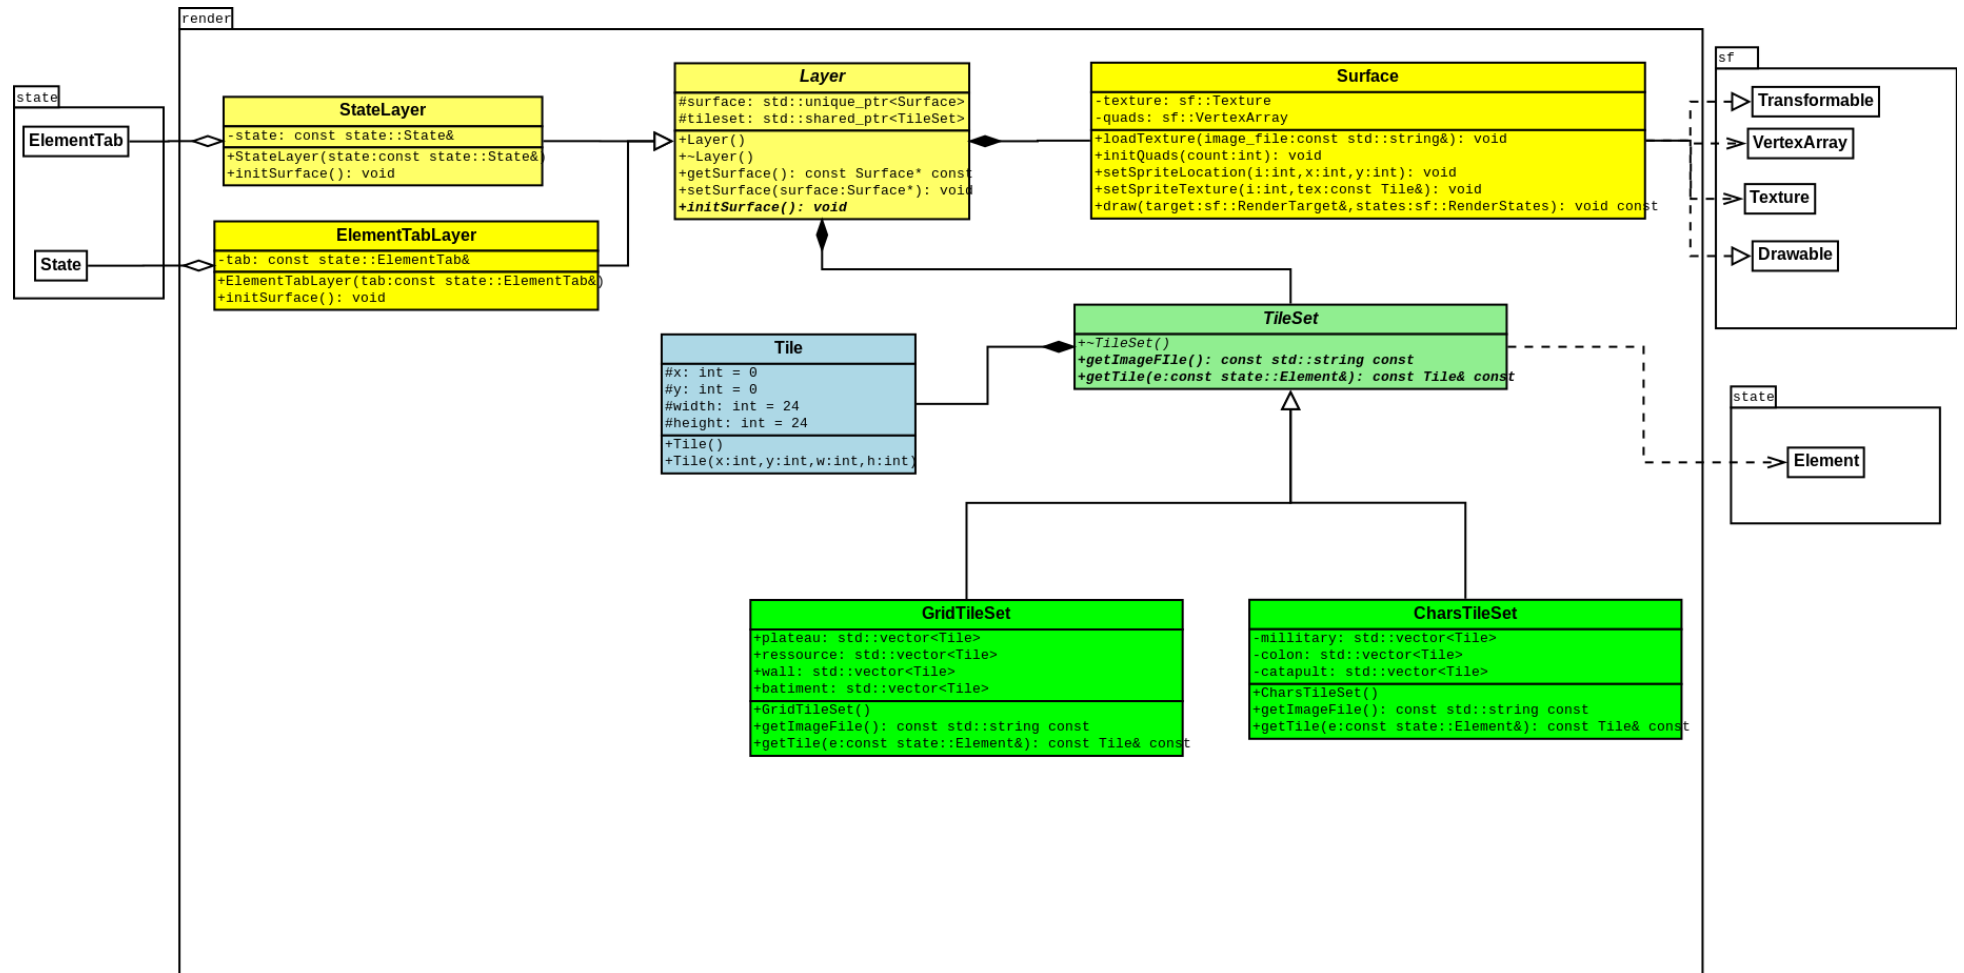 render
state
ElementTab
State
StateLayer
-state: const state::State&
+StateLayer(state:const state::State&)
+initSurface(): void
ElementTabLayer
-tab: const state::ElementTab&
+ElementTabLayer(tab:const state::ElementTab&)
+initSurface(): void
Layer
#surface: std::unique_ptr<Surface>
#tileset: std::shared_ptr<TileSet>
+Layer()
+~Layer()
+getSurface(): const Surface* const
+setSurface(surface:Surface*): void
+initSurface(): void
Surface
-texture: sf::Texture
-quads: sf::VertexArray
+loadTexture(image_file:const std::string&): void
+initQuads(count:int): void
+setSpriteLocation(i:int,x:int,y:int): void
+setSpriteTexture(i:int,tex:const Tile&): void
+draw(target:sf::RenderTarget&,states:sf::RenderStates): void const
sf
Transformable
VertexArray
Texture
Drawable
Tile
#x: int = 0
#y: int = 0
#width: int = 24
#height: int = 24
+Tile()
+Tile(x:int,y:int,w:int,h:int)
TileSet
+~TileSet()
+getImageFIle(): const std::string const
+getTile(e:const state::Element&): const Tile& const
state
Element
GridTileSet
+plateau: std::vector<Tile>
+ressource: std::vector<Tile>
+wall: std::vector<Tile>
+batiment: std::vector<Tile>
+GridTileSet()
+getImageFile(): const std::string const
+getTile(e:const state::Element&): const Tile& const
CharsTileSet
-millitary: std::vector<Tile>
-colon: std::vector<Tile>
-catapult: std::vector<Tile>
+CharsTileSet()
+getImageFile(): const std::string const
+getTile(e:const state::Element&): const Tile& const